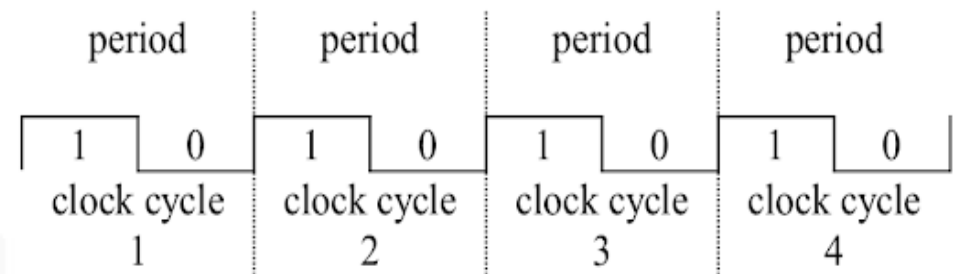 period period period period
1 0 1 0 1 0 1 0
clock cycle clock cycle clock cycle clock cycle
1 2 3 4